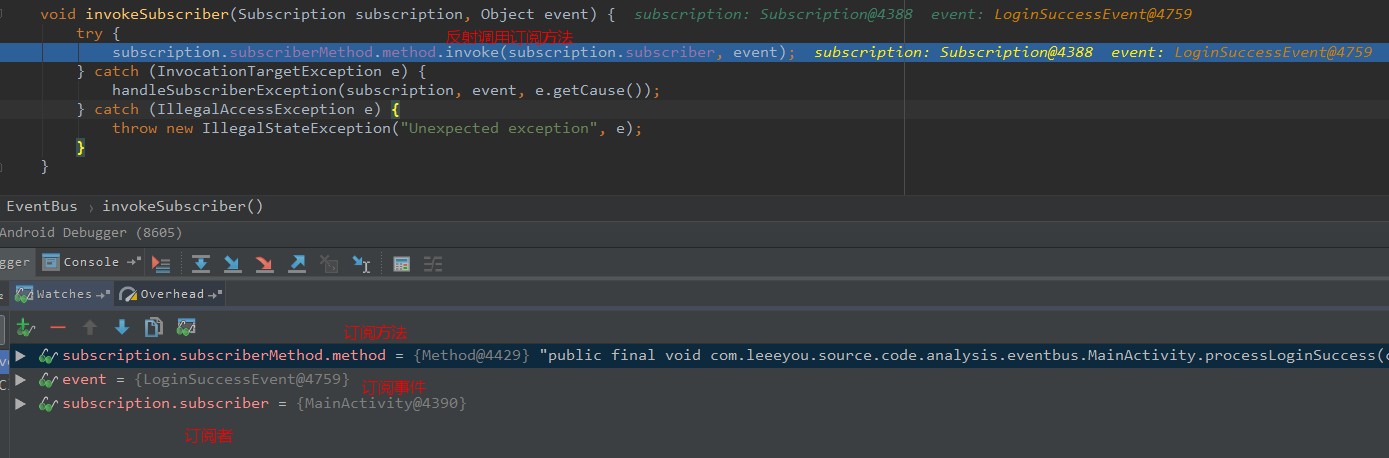 void invokeSubscriber(Subscription subscription, Object event) { subscription: Subscription@4388 event: LoginSuccessEvent@4759
try {
反射调用订阅方法
subscription.subscriberMethod.method.invoke(subscription.subscriber, event); subscription: Subscription@4388 event: LoginSuccessEvent@4759
} catch (InvocationTargetException e) {
handleSubscriberException(subscription, event, e.getCause());
} catch (IllegalAccessException e) {
throw new IllegalStateException("Unexpected exception", e);
}
}
EventBus › invokeSubscriber()
Android Debugger (8605)
gger Console
Watches Overhead
订阅方法
subscription.subscriberMethod.method = {Method@4429} "public final void com.leeeyou.source.code.analysis.eventbus.MainActivity.processLoginSuccess(
event = {LoginSuccessEvent@4759} 订阅事件
subscription.subscriber = {MainActivity@4390}
订阅者